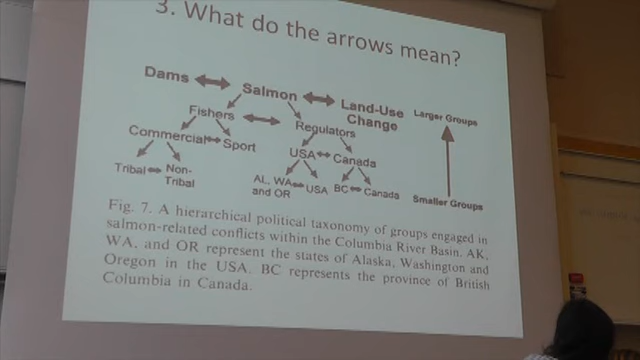 3. What do the arrows mean?
Dams Salmon Land-Use
Change
Larger Groups
Fishers Regulators
Commercial Sport USA Canada
Tribal Non-
Tribal
AL, WA
and OR
USA BC Canada
Smaller Groups
Fig. 7. A hierarchical political taxonomy of groups engaged in
salmon-related conflicts within the Columbia River Basin. AK,
WA, and OR represent the states of Alaska, Washington and
Oregon in the USA. BC represents the province of British
Columbia in Canada.